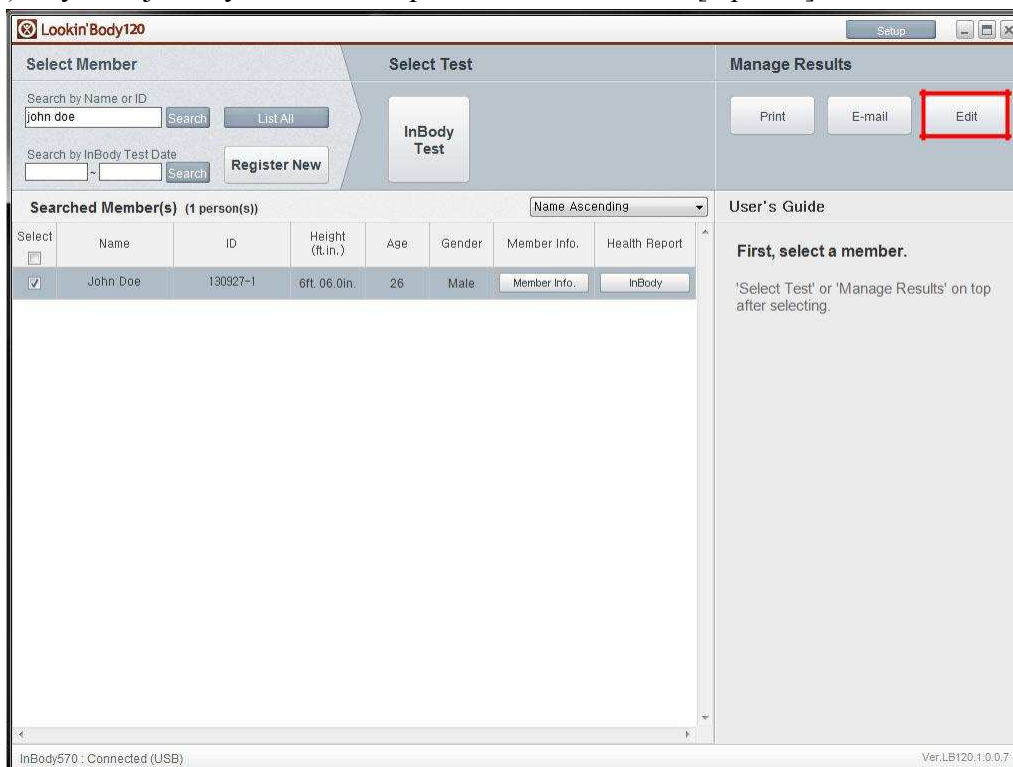 Lookin'Body120
Setup
Select Member
Select Test
Manage Results
Search by Name or ID
john doe
Search
List All
InBody
Test
Print
E-mail
Edit
Search by InBody Test Date
~
Search
Register New
Searched Member(s) (1 person(s))
Name Ascending
User's Guide
Select
Name
ID
Height
(ft.in.)
Age
Gender
Member Info.
Health Report
John Doe
130927-1
6ft. 06.0in.
26
Male
Member Info.
InBody
First, select a member.
'Select Test' or 'Manage Results' on top
after selecting.
InBody570 : Connected (USB)
Ver.LB120.1.0.0.7